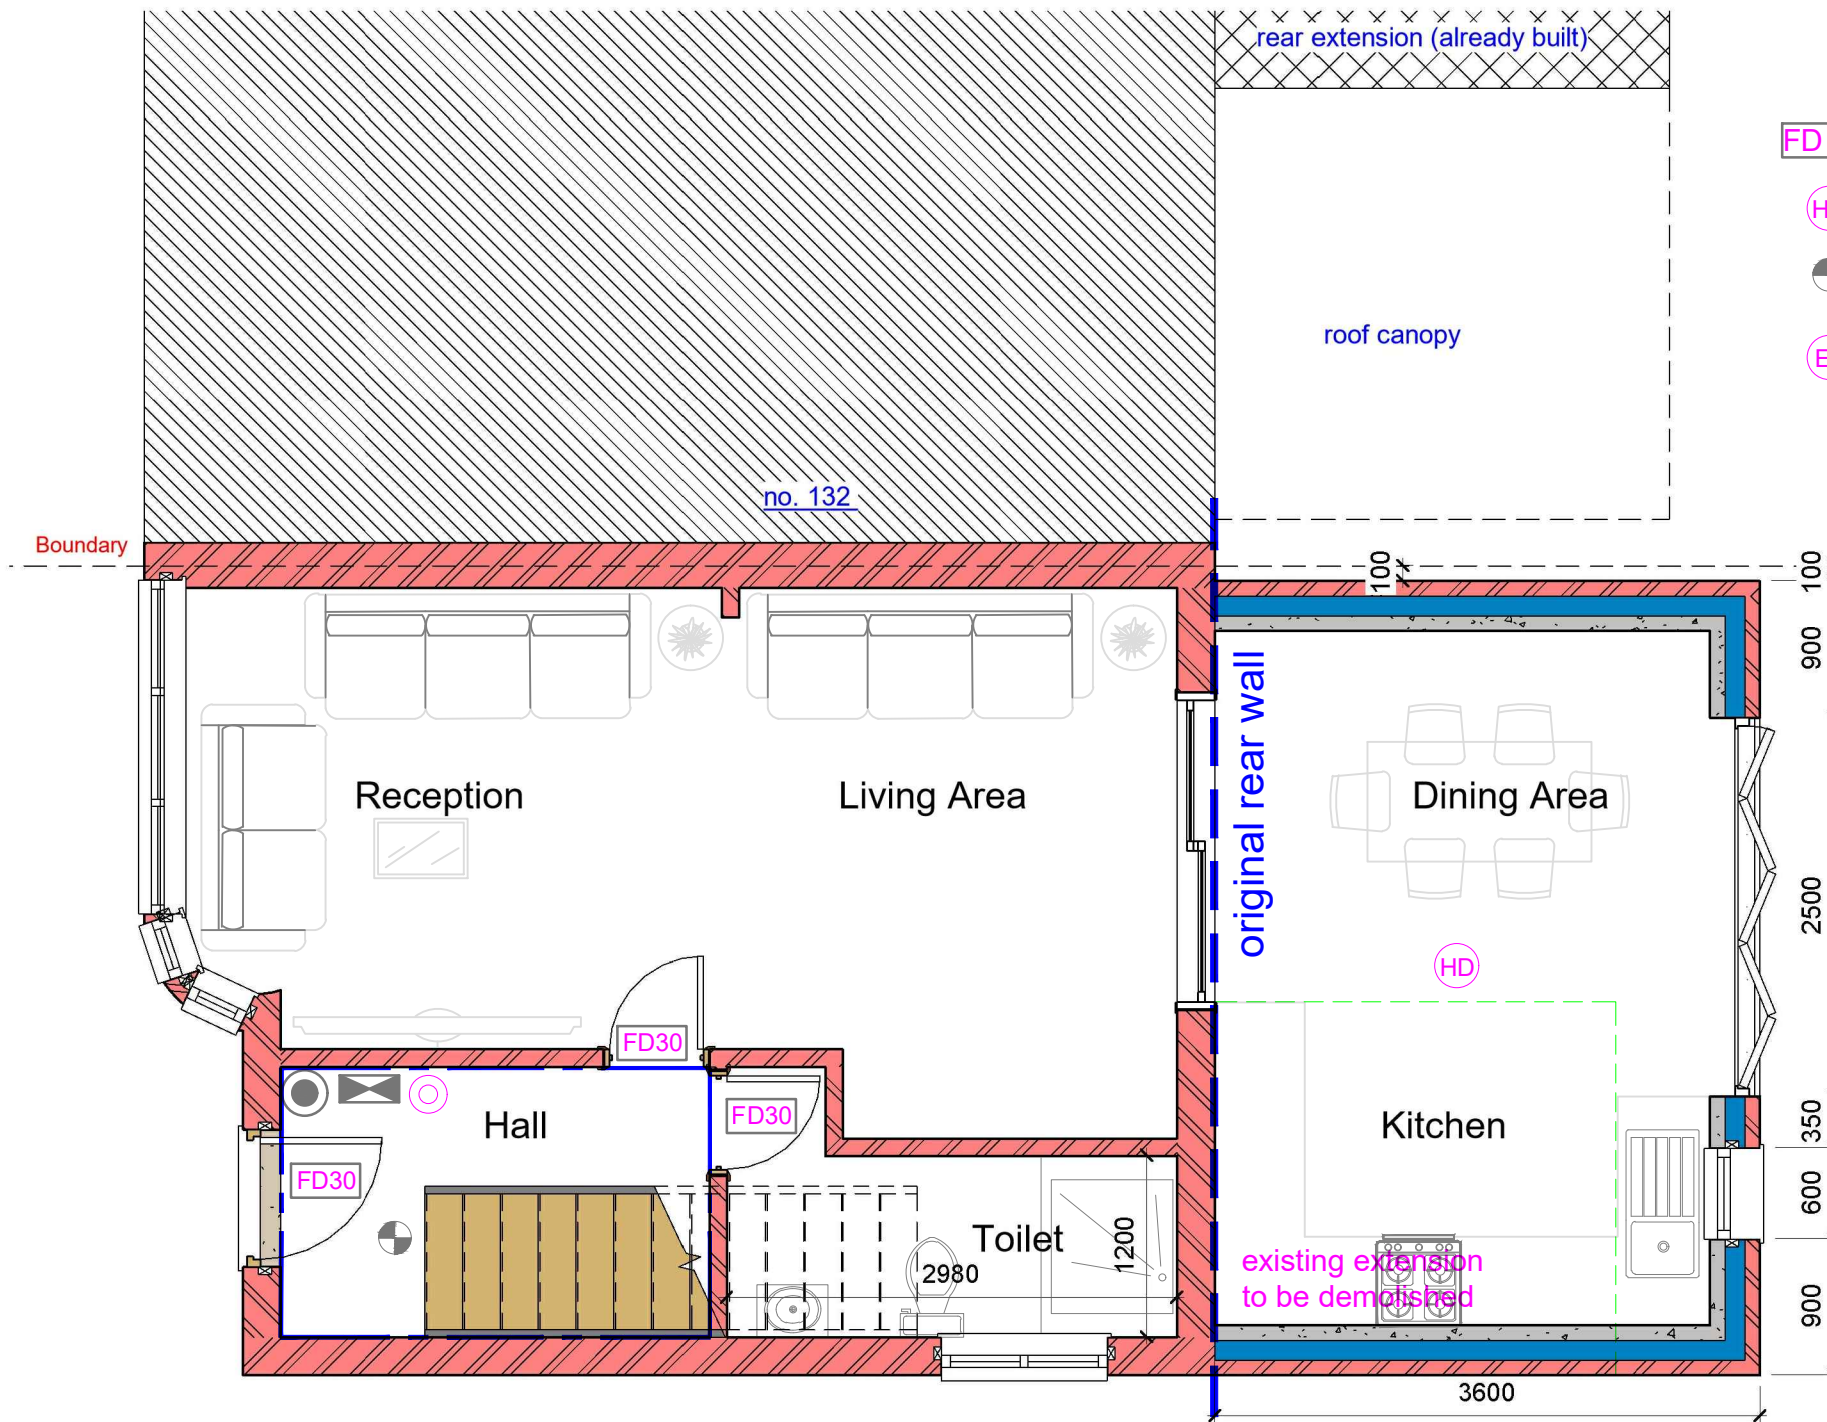 rear extension (already built)
FD
H
E
roof canopy
no. 132
Boundary
100
100
900
original rear wall
Reception
Living Area
Dining Area
2500
HD
FD30
FD30
FD30
Hall
Kitchen
350
600
Toilet
1200
2980
existing extension
to be demolished
900
3600